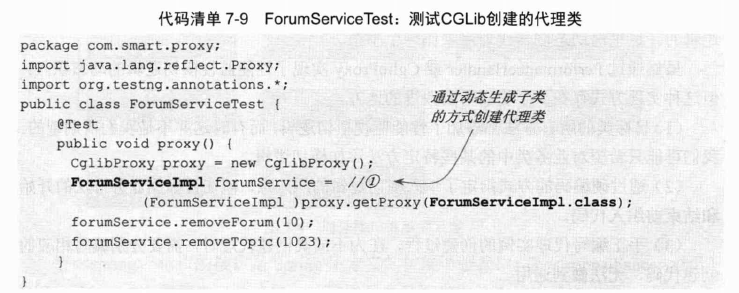 代码清单 7-9 ForumServiceTest：测试CGLib创建的代理类
package com.smart.proxy;
import java.lang.reflect.Proxy;
import org.testng.annotations.*;
public class ForumServiceTest {
@Test
public void proxy() {
CglibProxy proxy = new CglibProxy();
ForumServiceImpl forumService = //①
(ForumServiceImpl )proxy.getProxy(ForumServiceImpl.class);
forumService.removeForum(10);
forumService.removeTopic(1023);
}
}
通过动态生成子类
的方式创建代理类